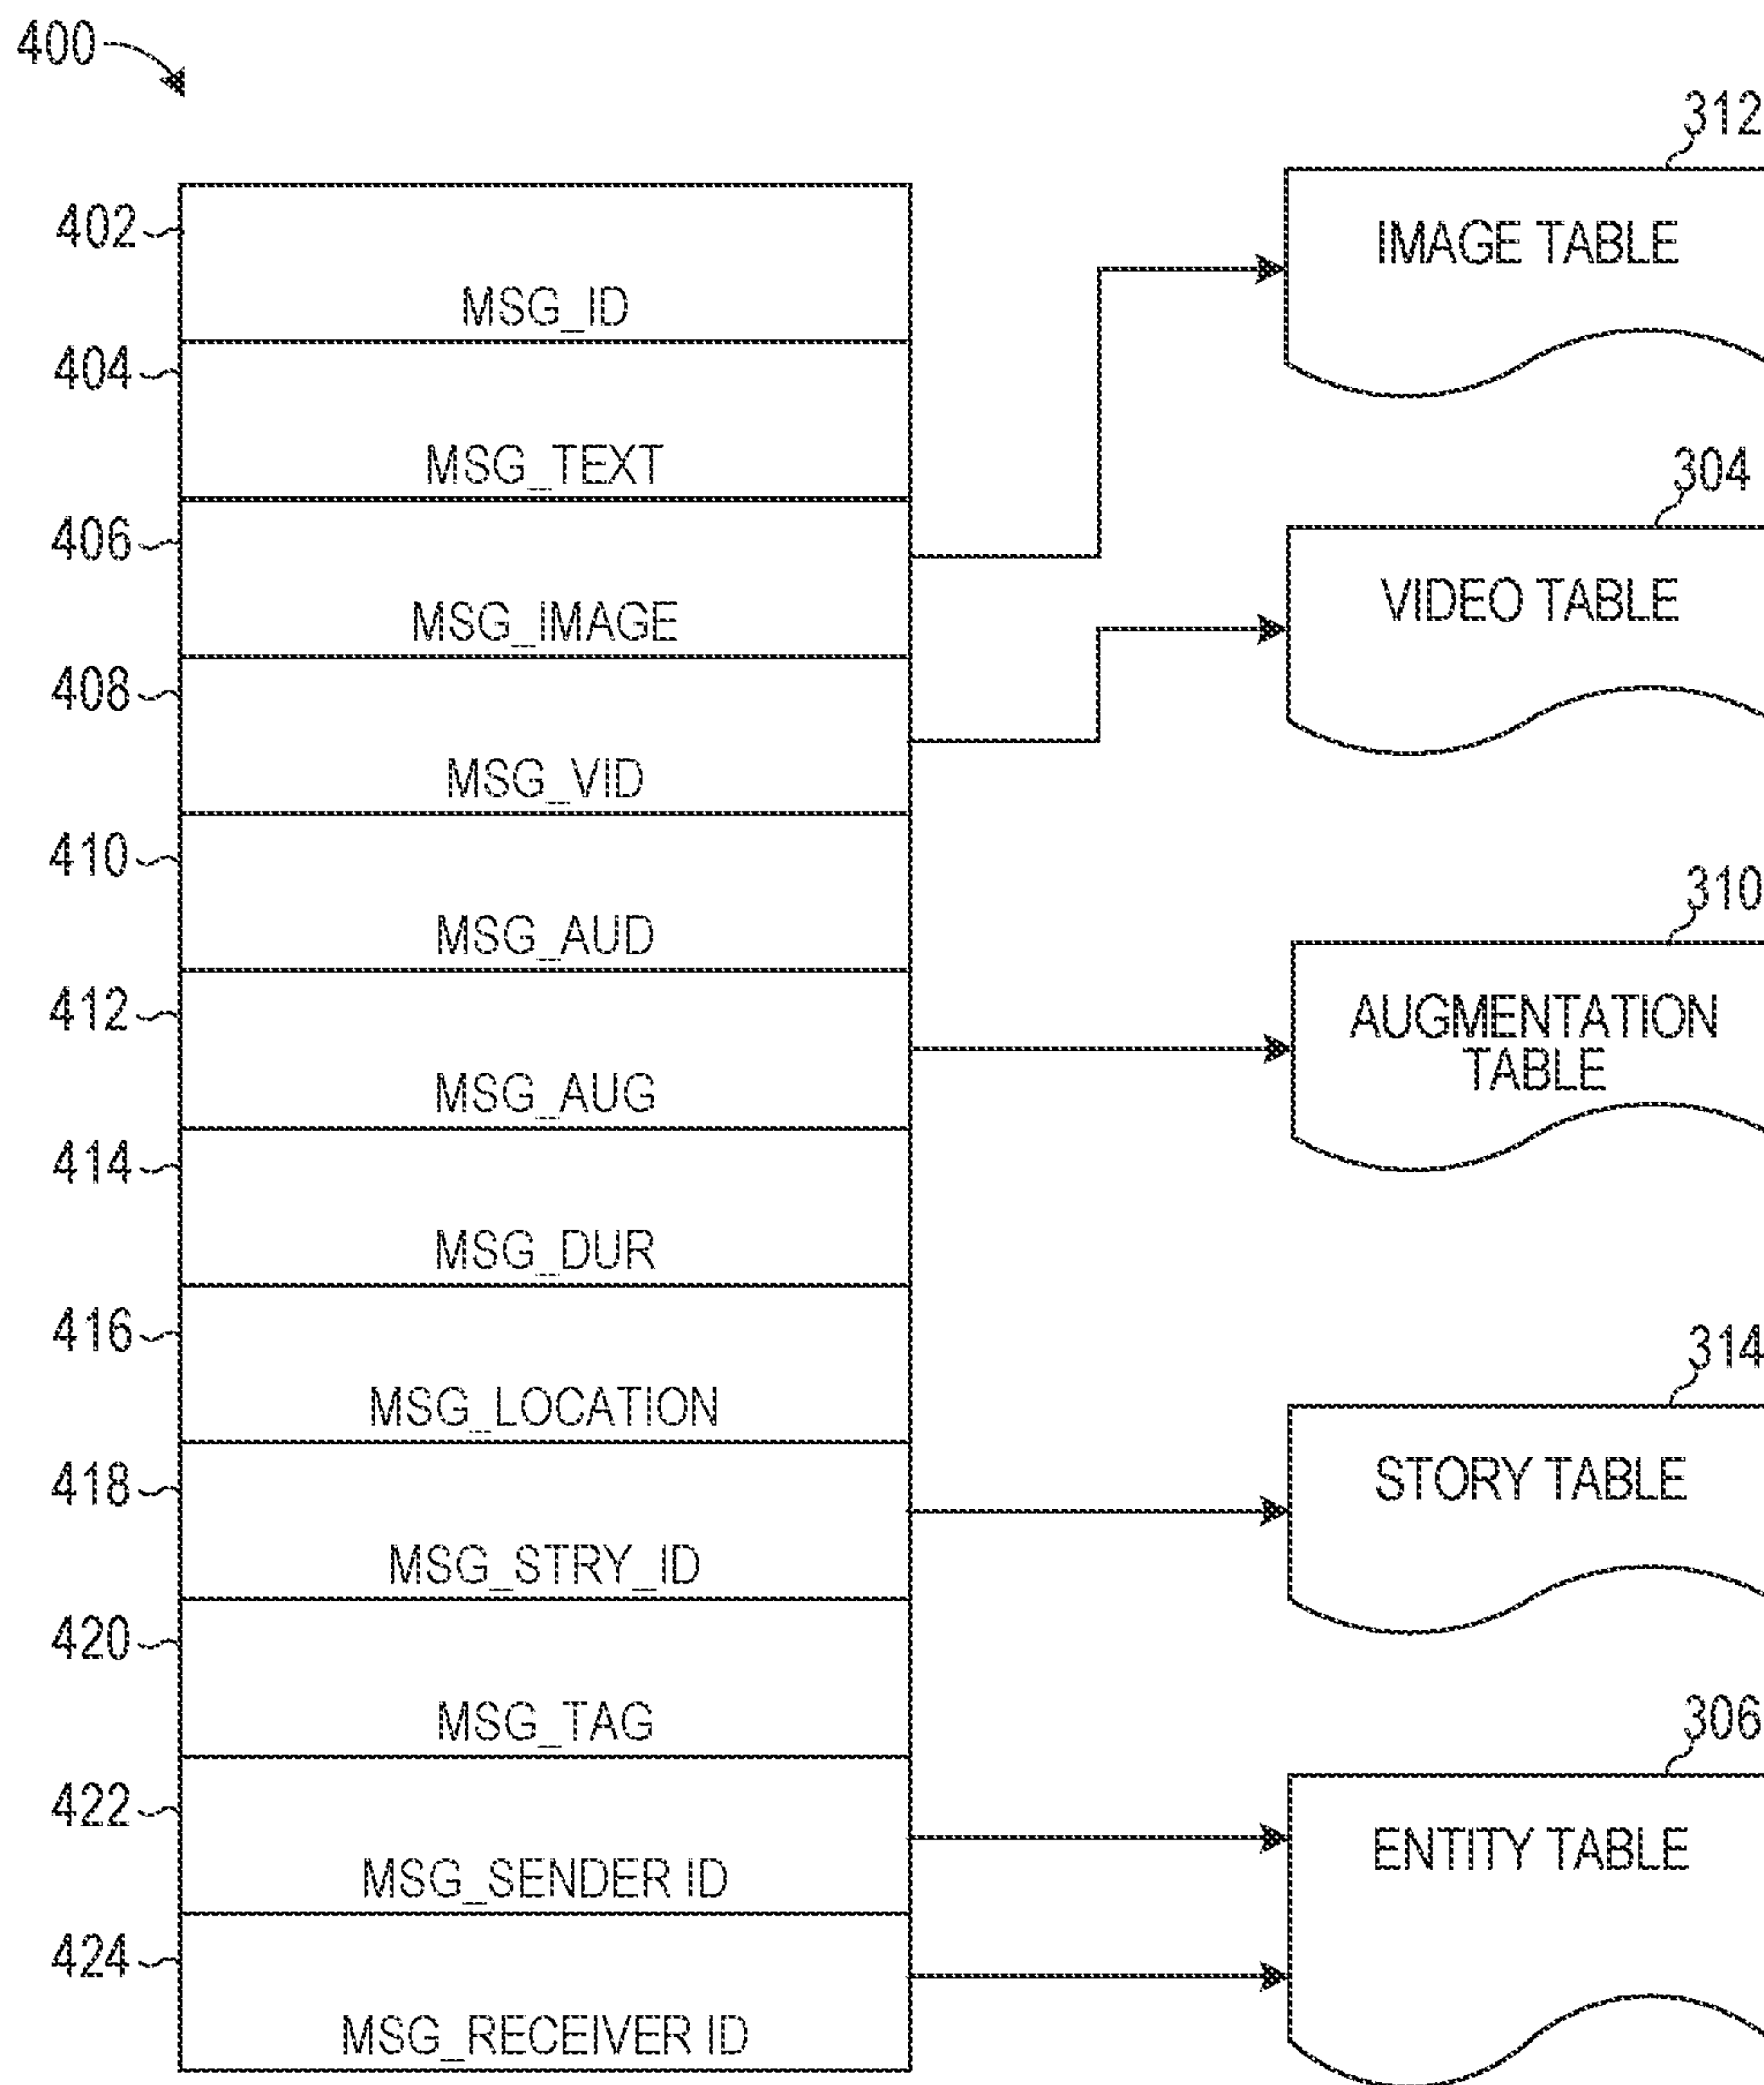 400
402
MSG_ID
404
MSG_TEXT
406
MSG_IMAGE
408
MSG_VID
410
MSG_AUD
412
MSG_AUG
414
MSG_DUR
416
MSG_LOCATION
418
MSG_STRY_ID
420
MSG_TAG
422
MSG_SENDER ID
424
MSG_RECEIVER ID
312
IMAGE TABLE
304
VIDEO TABLE
310
AUGMENTATION
TABLE
314
STORY TABLE
306
ENTITY TABLE